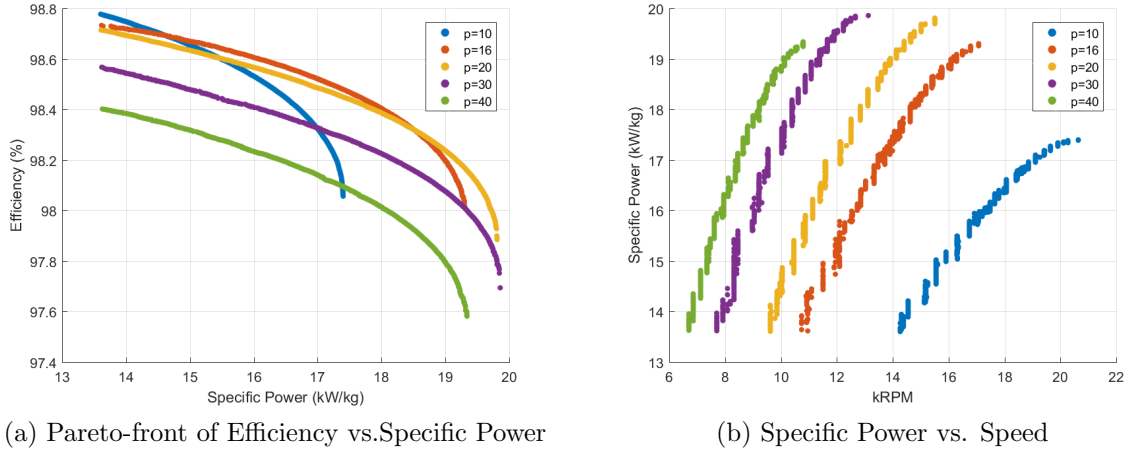 98.8
98.6
98.4
98.2
98
97.8
97.6
97.4
13
14
15
16
17
18
19
20
Efficiency (%)
Specific Power (kW/kg)
p=10
p=16
p=20
p=30
p=40
(a) Pareto-front of Efficiency vs.Specific Power
20
19
18
17
16
15
14
13
6
8
10
12
14
16
18
20
22
Specific Power (kW/kg)
kRPM
p=10
p=16
p=20
p=30
p=40
(b) Specific Power vs. Speed